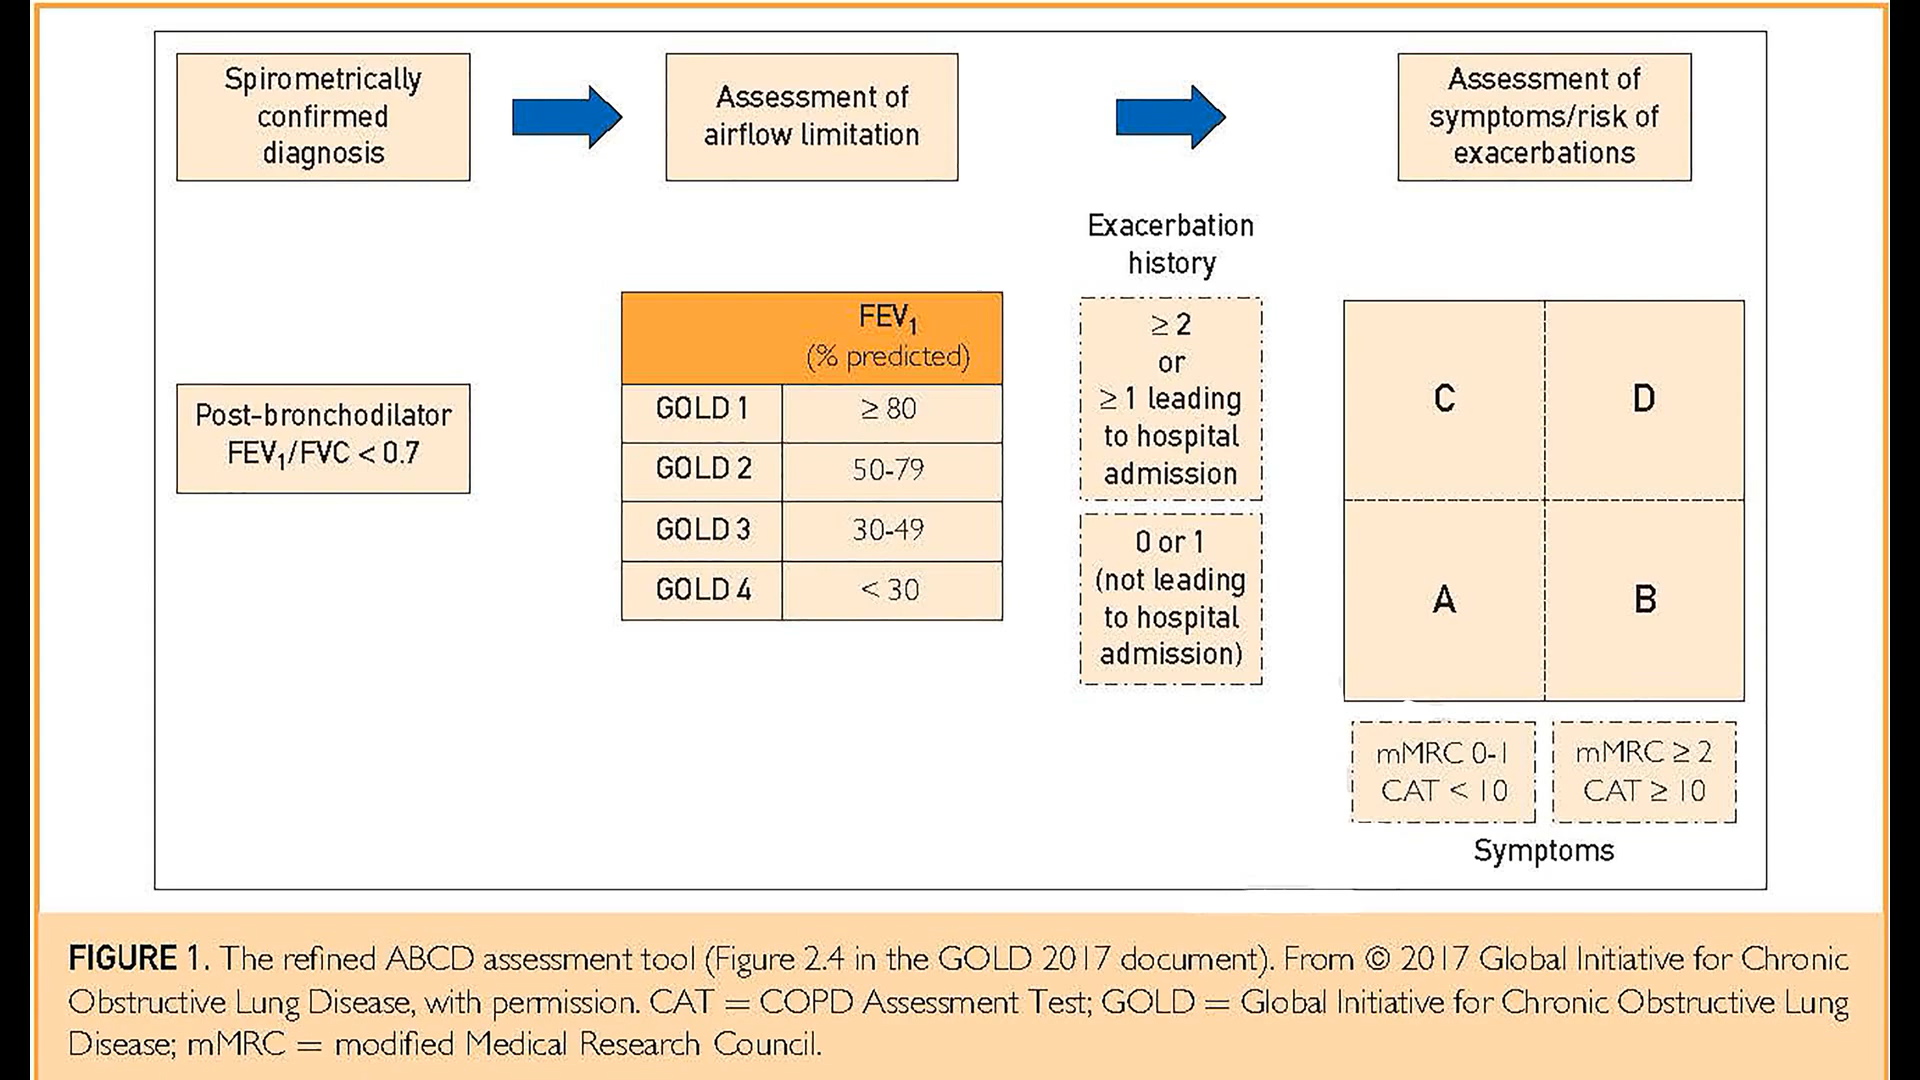 Spirometrically
confirmed
diagnosis
Assessment of
airflow limitation
Assessment of
symptoms/risk of
exacerbations
Post-bronchodilator
FEV₁/FVC < 0.7
FEV₁
(% predicted)
GOLD 1 ≥ 80
GOLD 2 50-79
GOLD 3 30-49
GOLD 4 < 30
Exacerbation
history
≥ 2
or
≥ 1 leading
to hospital
admission
0 or 1
(not leading
to hospital
admission)
C D
A B
mMRC 0-1
CAT < 10
mMRC ≥ 2
CAT ≥ 10
Symptoms
FIGURE 1. The refined ABCD assessment tool (Figure 2.4 in the GOLD 2017 document). From © 2017 Global Initiative for Chronic
Obstructive Lung Disease, with permission. CAT = COPD Assessment Test; GOLD = Global Initiative for Chronic Obstructive Lung
Disease; mMRC = modified Medical Research Council.